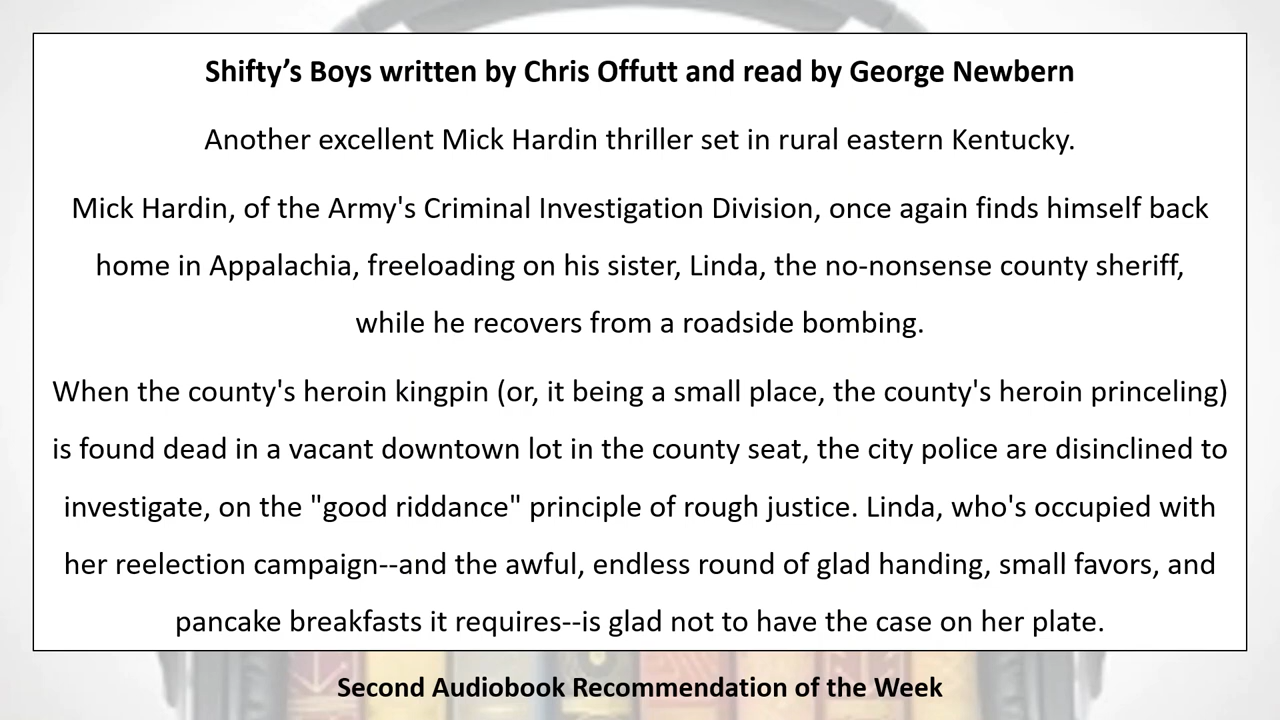 Shifty’s Boys written by Chris Offutt and read by George Newbern
Another excellent Mick Hardin thriller set in rural eastern Kentucky.
Mick Hardin, of the Army's Criminal Investigation Division, once again finds himself back
home in Appalachia, freeloading on his sister, Linda, the no-nonsense county sheriff,
while he recovers from a roadside bombing.
When the county's heroin kingpin (or, it being a small place, the county's heroin princeling)
is found dead in a vacant downtown lot in the county seat, the city police are disinclined to
investigate, on the "good riddance" principle of rough justice. Linda, who's occupied with
her reelection campaign--and the awful, endless round of glad handing, small favors, and
pancake breakfasts it requires--is glad not to have the case on her plate.
Second Audiobook Recommendation of the Week